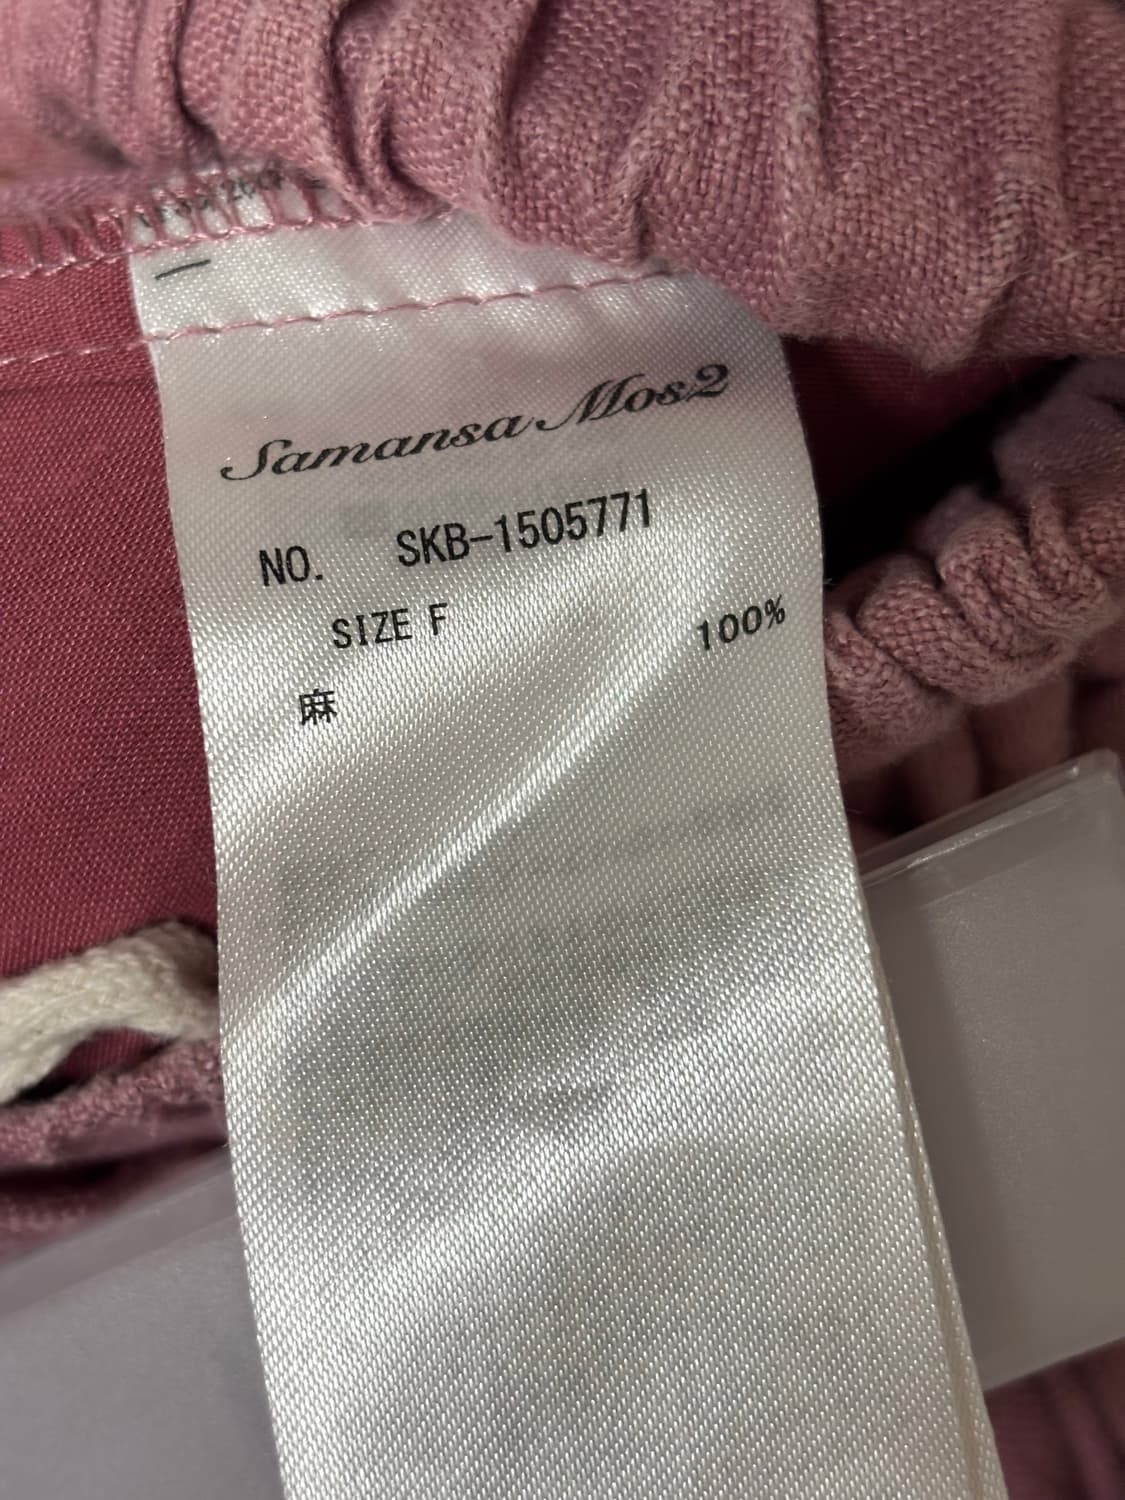 Samansa Mos2
NO. SKB-1505771
SIZE F
麻 100%